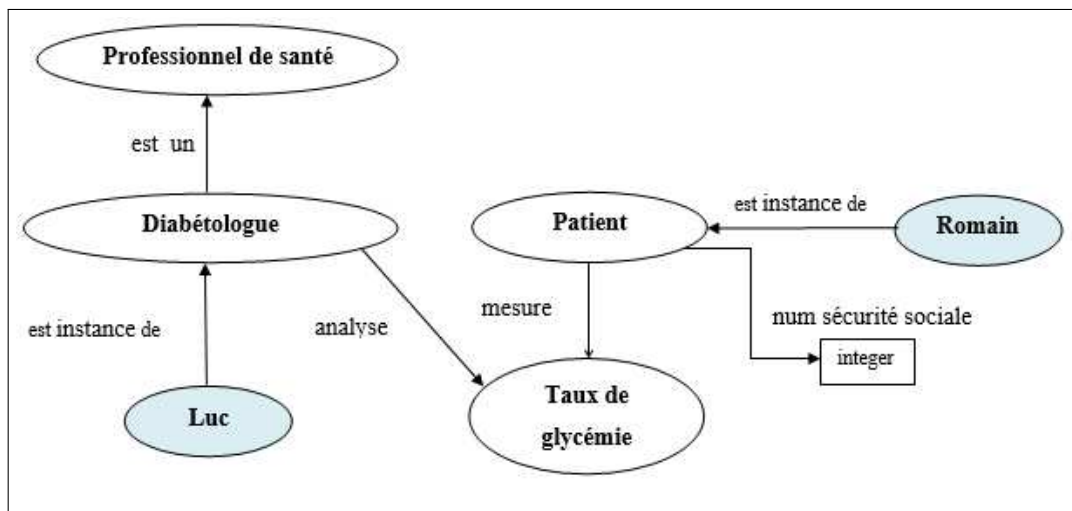 Professionnel de santé
est un
Diabétologue
Patient
est instance de
Romain
est instance de
analyse
mesure
num sécurité sociale
integer
Luc
Taux de
glycémie